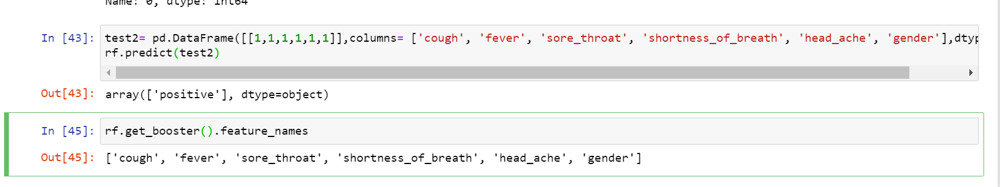 Name: 0, dtype: int64
In [43]: test2= pd.DataFrame([[1,1,1,1,1,1]],columns= ['cough', 'fever', 'sore_throat', 'shortness_of_breath', 'head_ache', 'gender'],dtyp
rf.predict(test2)
Out[43]: array(['positive'], dtype=object)
In [45]: rf.get_booster().feature_names
Out[45]: ['cough', 'fever', 'sore_throat', 'shortness_of_breath', 'head_ache', 'gender']